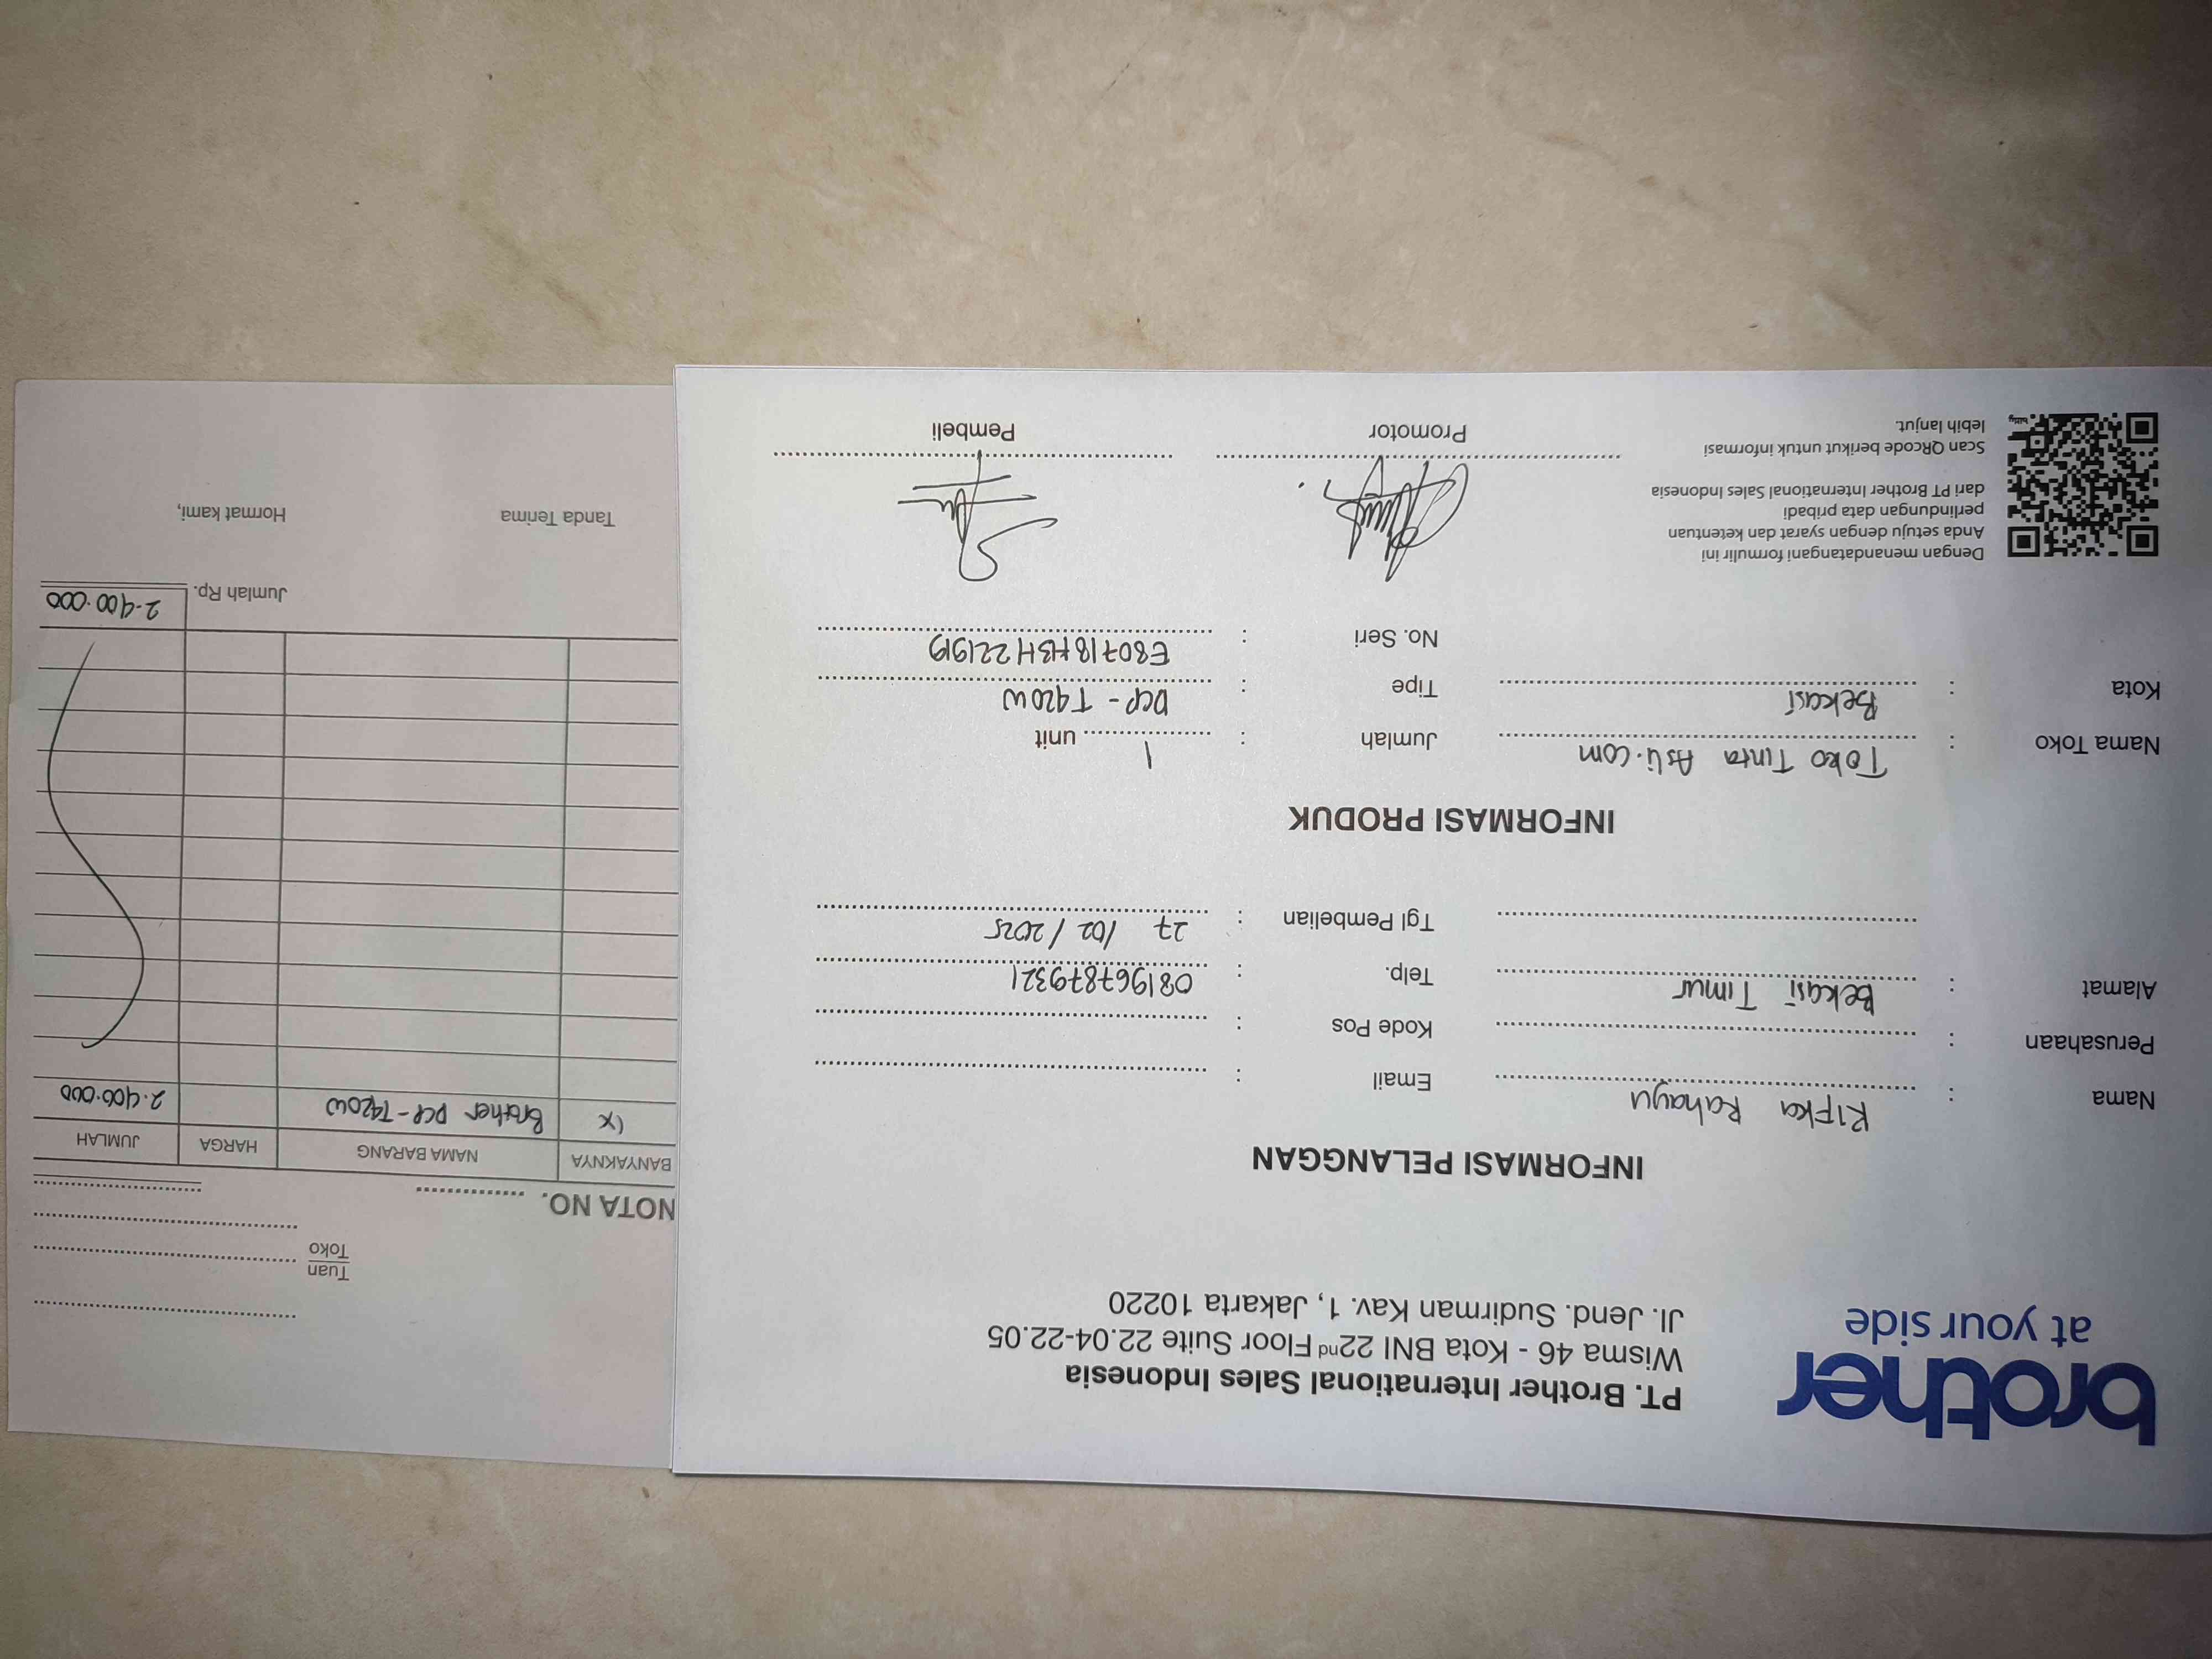 brother
at your side
PT. Brother International Sales Indonesia
Wisma 46 - Kota BNI 22nd Floor Suite 22.04-22.05
Jl. Jend. Sudirman Kav. 1, Jakarta 10220
INFORMASI PELANGGAN
Nama : Rifka Rahayu Email :
Perusahaan : Kode Pos :
Alamat : Bekasi Timur Telp. : 081967879321
Tgl Pembelian : 27 /02 / 2025
INFORMASI PRODUK
Nama Toko : Toko Tinta Asli.com Jumlah : 1 unit
Kota : Bekasi Tipe : DCP - T420W
No. Seri : E80718H3H221919
Dengan menandatangani formulir ini
Anda setuju dengan syarat dan ketentuan
perlindungan data pribadi
dari PT Brother International Sales Indonesia
Scan QRcode berikut untuk informasi
lebih lanjut.
Promotor Pembeli
Tuan
Toko
NOTA NO.
BANYAKNYA NAMA BARANG HARGA JUMLAH
1x Brother DCP-T420W 2.400.000
Jumlah Rp. 2.400.000
Tanda Terima Hormat kami,